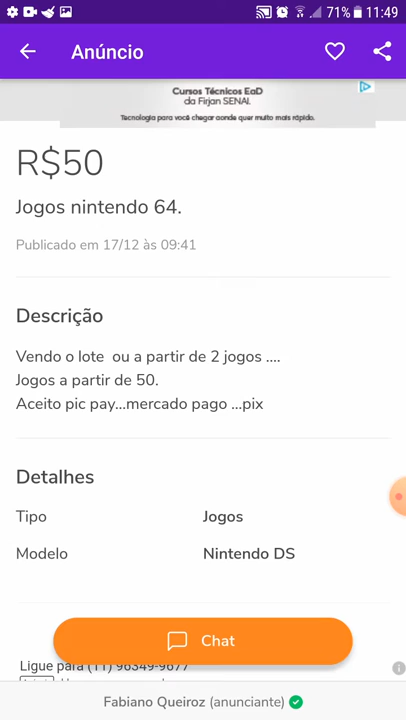 71% 11:49
Anúncio
Cursos Técnicos EaD
da Firjan SENAI.
Tecnologia para você chegar aonde quer muito mais rápido.
R$50
Jogos nintendo 64.
Publicado em 17/12 às 09:41
Descrição
Vendo o lote ou a partir de 2 jogos ....
Jogos a partir de 50.
Aceito pic pay...mercado pago ...pix
Detalhes
Tipo Jogos
Modelo Nintendo DS
Chat
Ligue para (11) 96349-9677
Fabiano Queiroz (anunciante)